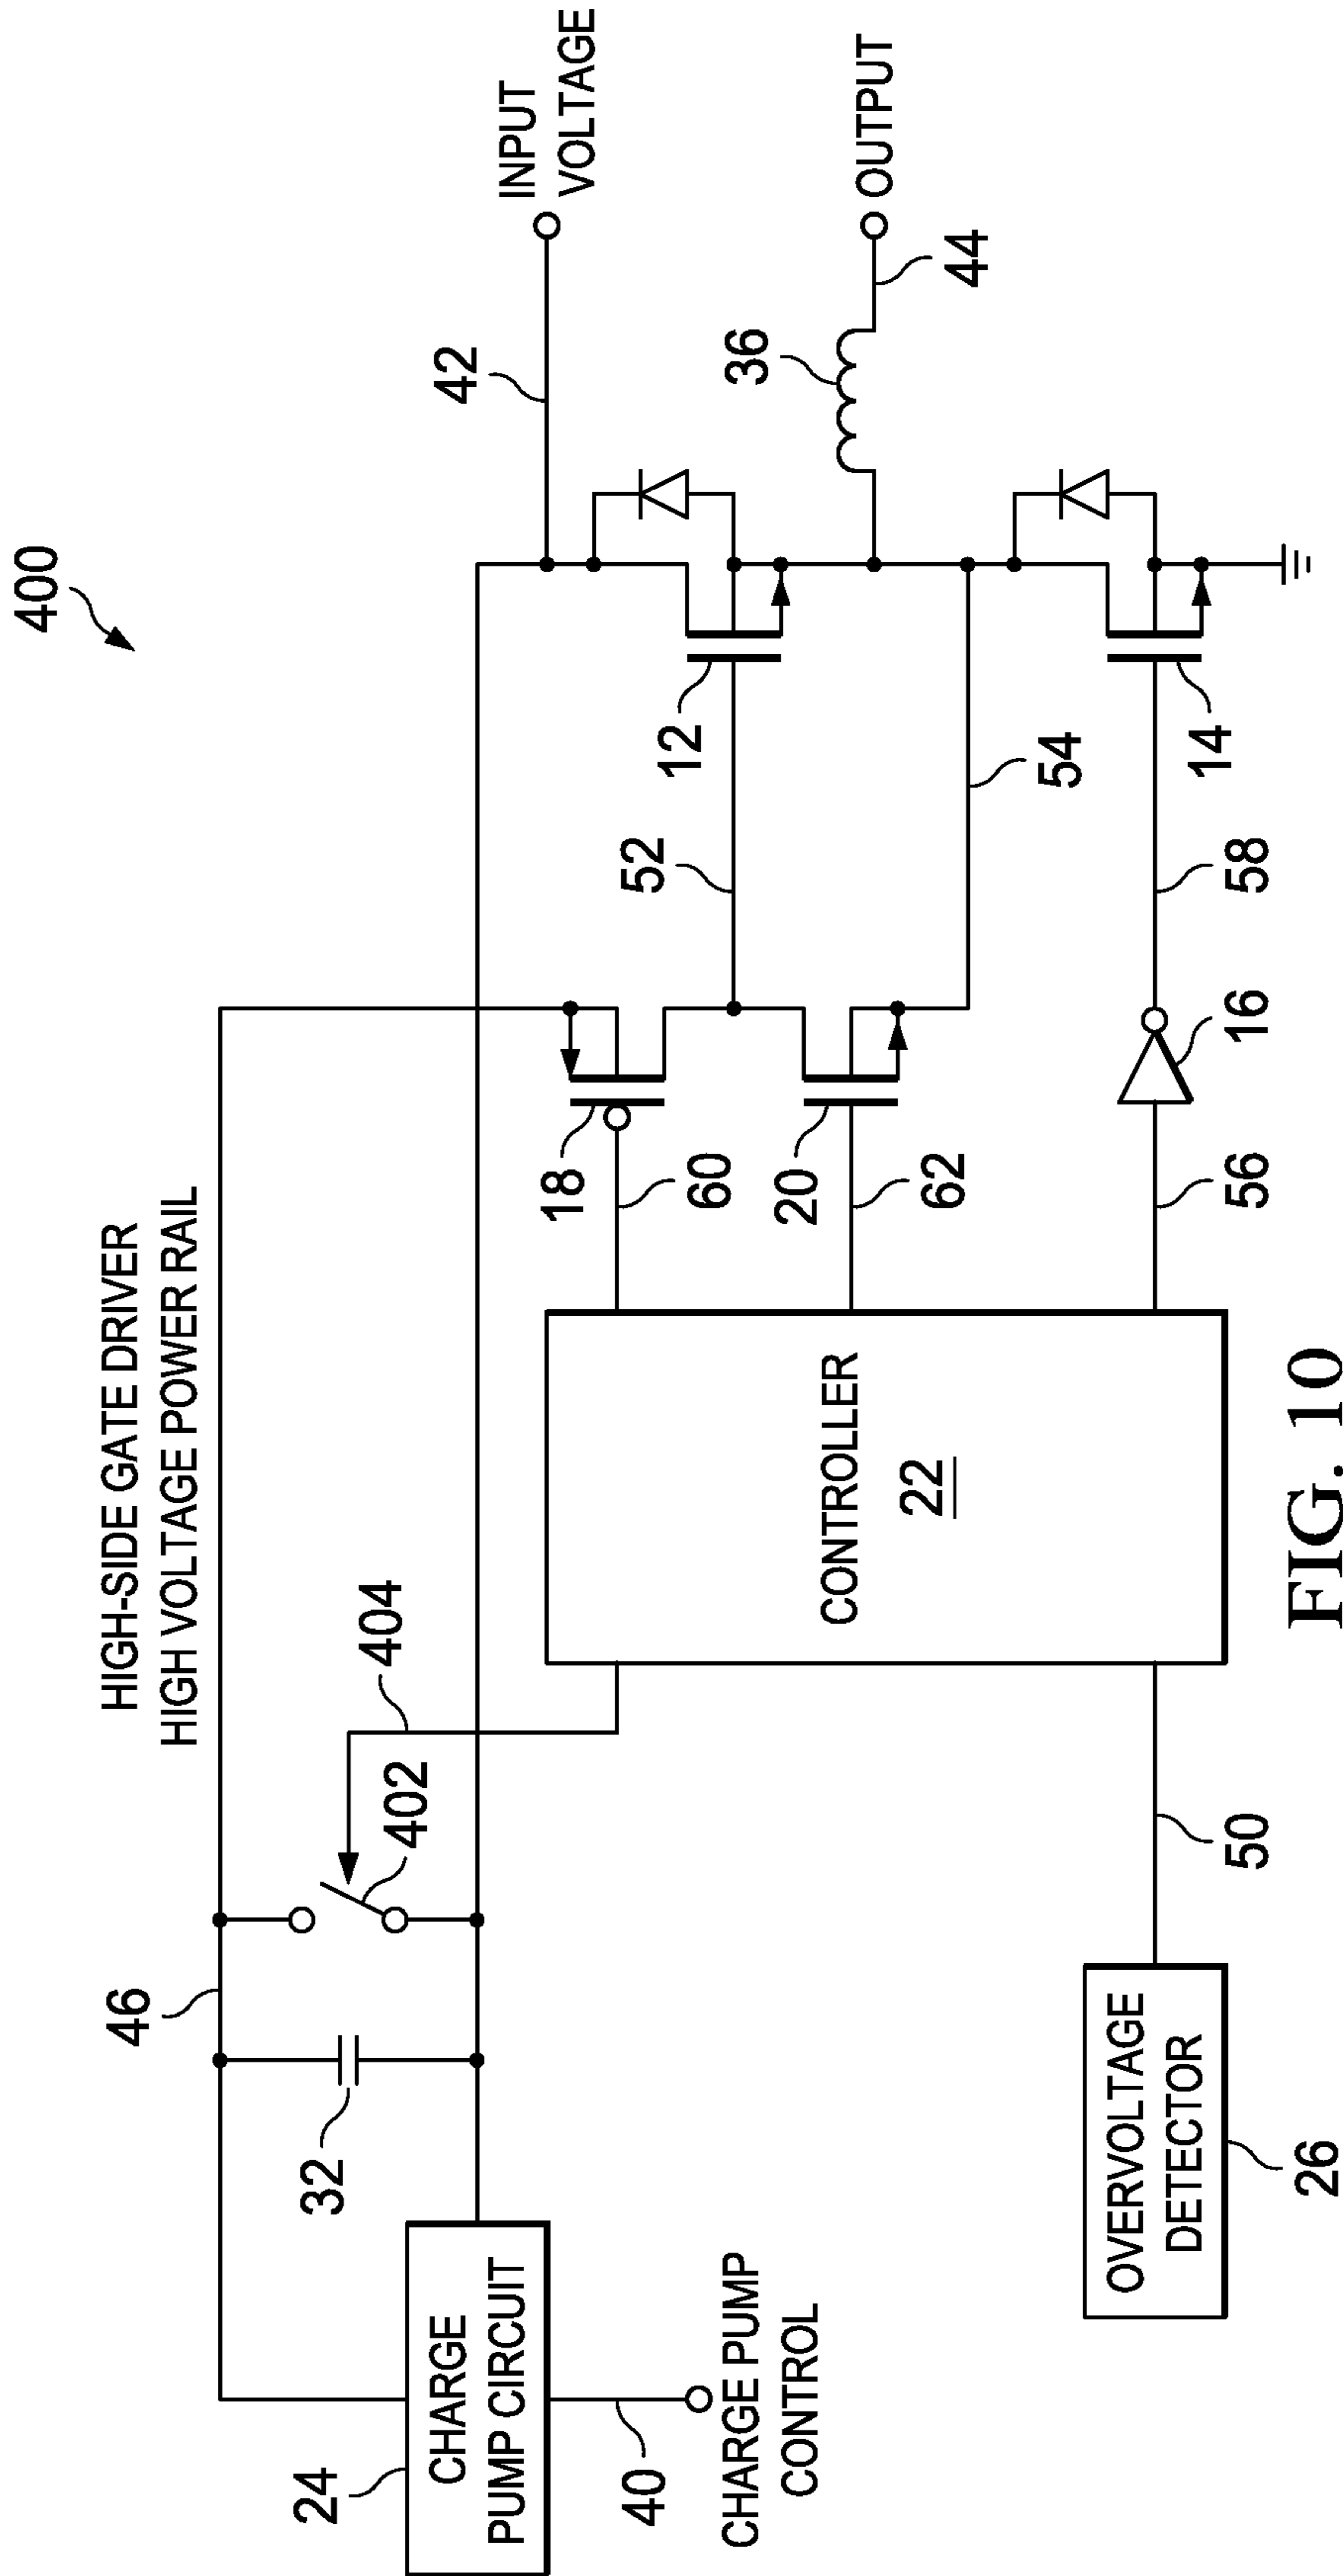 400
HIGH-SIDE GATE DRIVER
HIGH VOLTAGE POWER RAIL
46
404
402
32
42
INPUT
VOLTAGE
24
CHARGE
PUMP CIRCUIT
40
CHARGE PUMP
CONTROL
18
60
52
12
36
44
OUTPUT
CONTROLLER
22
20
62
54
OVERVOLTAGE
DETECTOR
26
50
56
16
58
14
FIG. 10